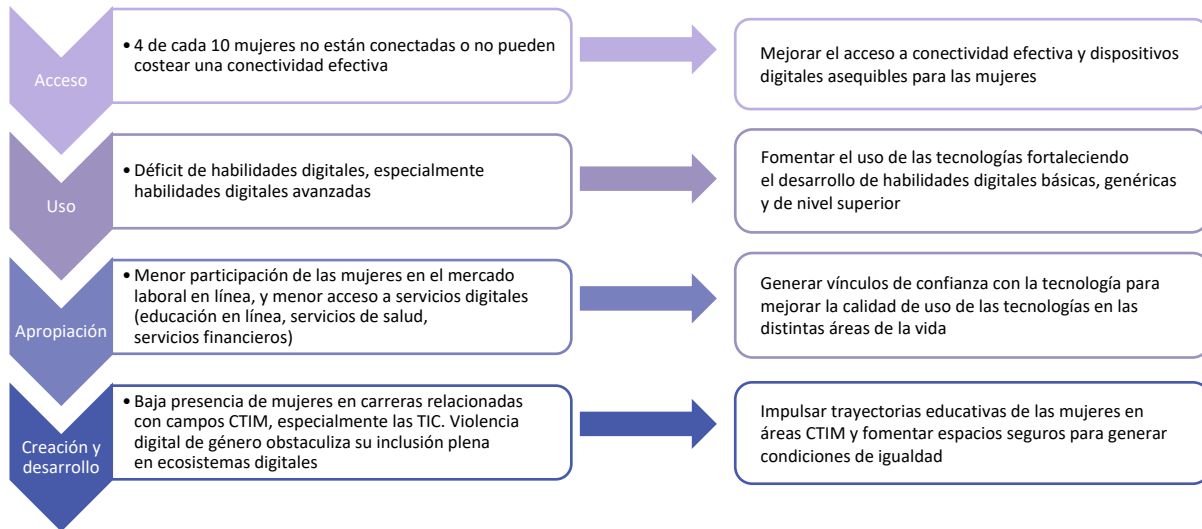 Acceso
• 4 de cada 10 mujeres no están conectadas o no pueden
costear una conectividad efectiva
Mejorar el acceso a conectividad efectiva y dispositivos
digitales asequibles para las mujeres
Uso
• Déficit de habilidades digitales, especialmente
habilidades digitales avanzadas
Fomentar el uso de las tecnologías fortaleciendo
el desarrollo de habilidades digitales básicas, genéricas
y de nivel superior
Apropiación
• Menor participación de las mujeres en el mercado
laboral en línea, y menor acceso a servicios digitales
(educación en línea, servicios de salud,
servicios financieros)
Generar vínculos de confianza con la tecnología para
mejorar la calidad de uso de las tecnologías en las
distintas áreas de la vida
Creación y
desarrollo
• Baja presencia de mujeres en carreras relacionadas
con campos CTIM, especialmente las TIC. Violencia
digital de género obstaculiza su inclusión plena
en ecosistemas digitales
Impulsar trayectorias educativas de las mujeres en
áreas CTIM y fomentar espacios seguros para generar
condiciones de igualdad